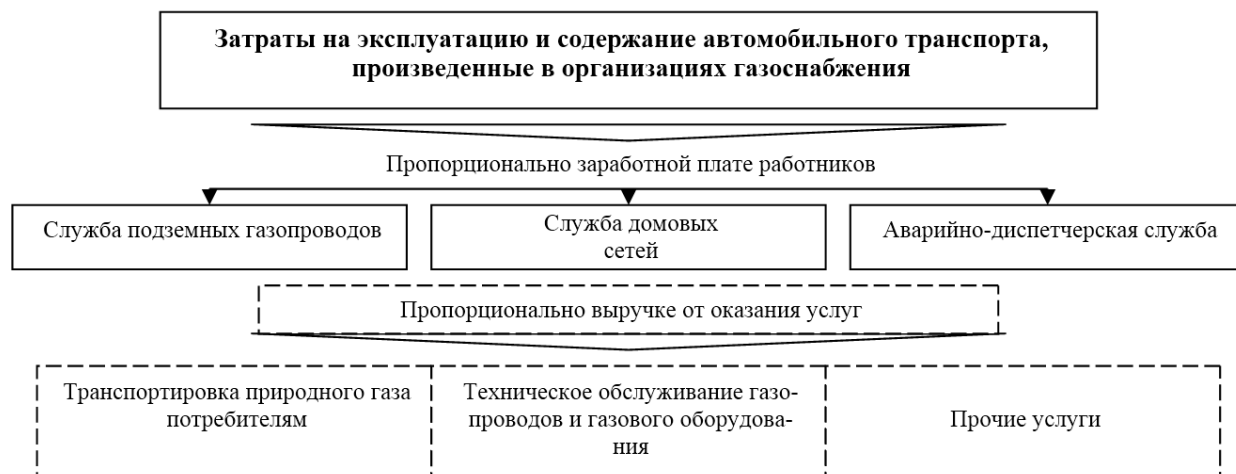 Затраты на эксплуатацию и содержание автомобильного транспорта,
произведенные в организациях газоснабжения
Пропорционально заработной плате работников
Служба подземных газопроводов
Служба домовых
сетей
Аварийно-диспетчерская служба
Пропорционально выручке от оказания услуг
Транспортировка природного газа
потребителям
Техническое обслуживание газо-
проводов и газового оборудова-
ния
Прочие услуги